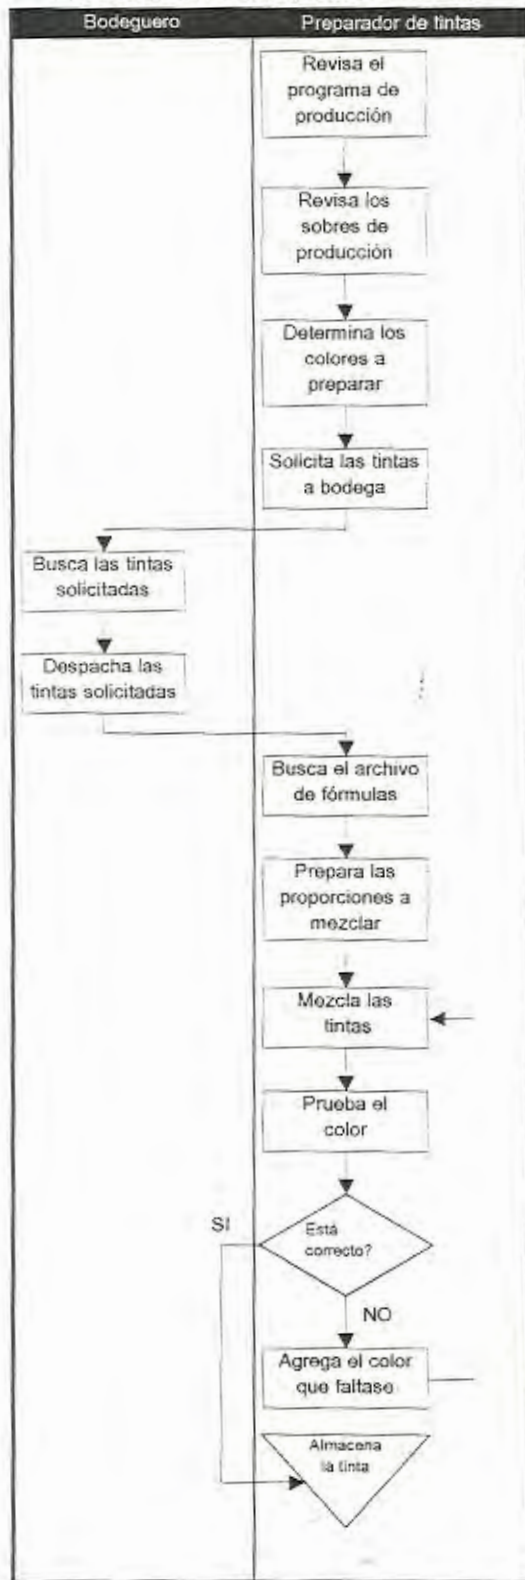 Bodeguero
Preparador de tintas
Revisa el
programa de
producción
Revisa los
sobres de
producción
Determina los
colores a
preparar
Solicita las tintas
a bodega
Busca las tintas
solicitadas
Despacha las
tintas solicitadas
Busca el archivo
de fórmulas
Prepara las
proporciones a
mezclar
Mezcla las
tintas
Prueba el
color
SI
Está
correcto?
NO
Agrega el color
que faltase
Almacena
la tinta